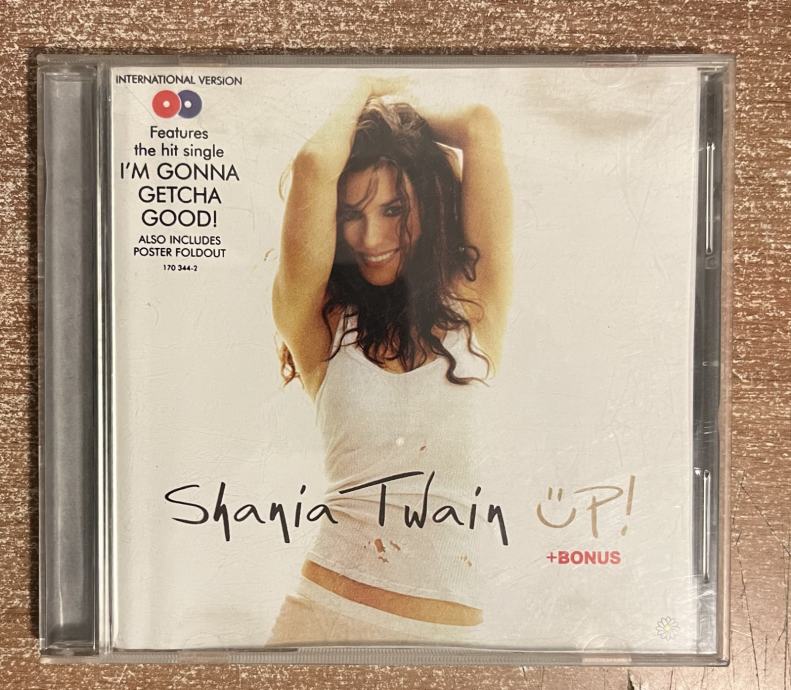 INTERNATIONAL VERSION
Features
the hit single
I'M GONNA
GETCHA
GOOD!
ALSO INCLUDES
POSTER FOLDOUT
170 344-2
Shania Twain ÜP!
+BONUS